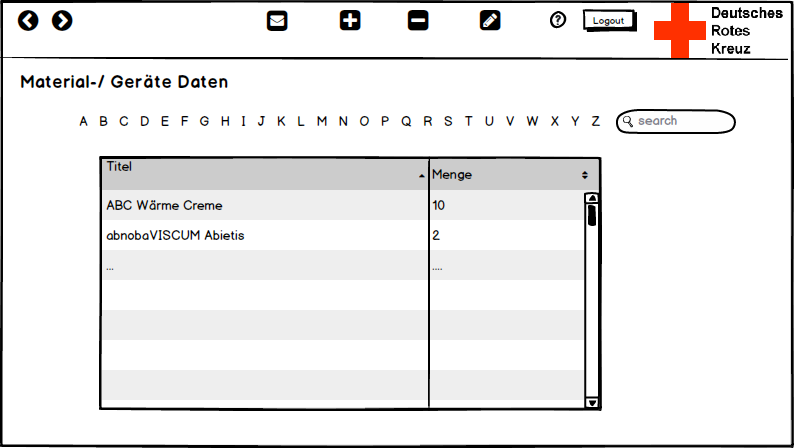 Logout
Deutsches
Rotes
Kreuz
Material-/ Geräte Daten
A B C D E F G H I J K L M N O P Q R S T U V W X Y Z
search
Titel Menge
ABC Wärme Creme 10
abnobaVISCUM Abietis 2
... ....